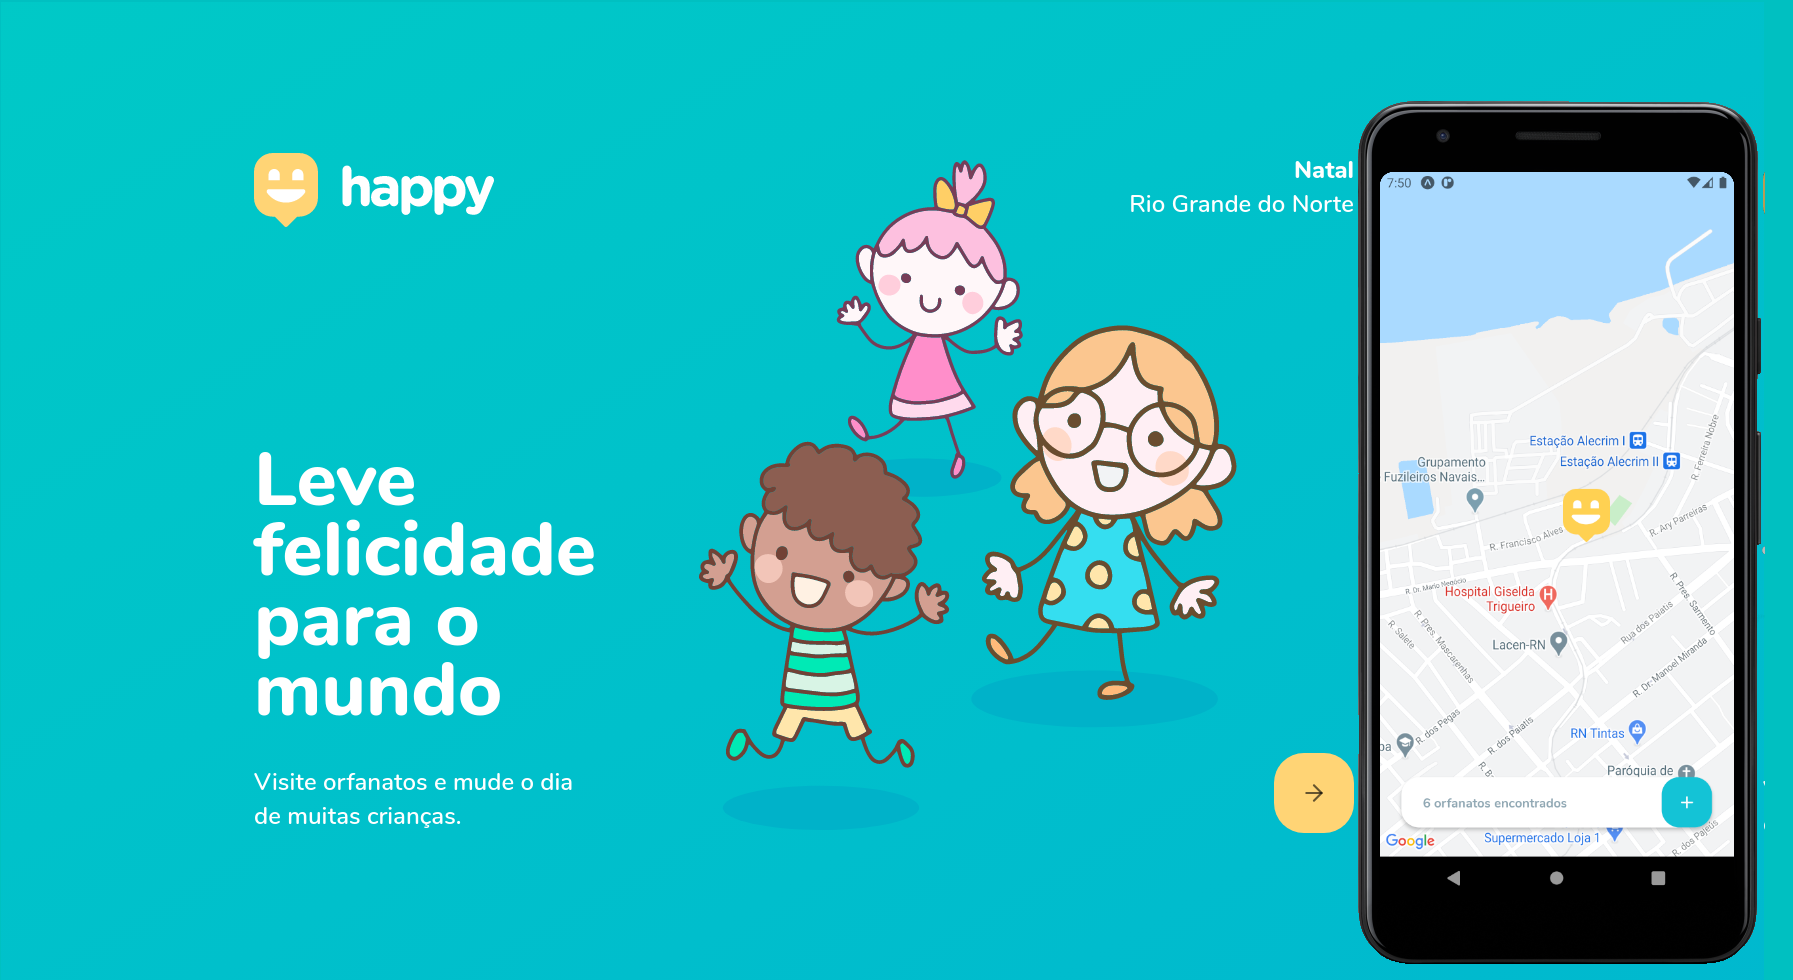 happy
Natal
Rio Grande do Norte
Leve
felicidade
para o
mundo
Visite orfanatos e mude o dia
de muitas crianças.
7:50
Estação Alecrim I
Estação Alecrim II
Grupamento
Fuzileiros Navais...
R. Ferreira Nobre
R. Francisco Alves
R. Ary Parreiras
R. Dr. Mario Negócio
Hospital Giselda
Trigueiro
H
R. Pres. Sarmento
Rua dos Paiatis
R. Salete
R. Pres. Mascarenhas
Lacen-RN
R. Dr. Manoel Miranda
R. dos Pegas
R. dos Paiatis
RN Tintas
Paróquia de
6 orfanatos encontrados
+
Google
Supermercado Loja 1
R. dos Pajeús